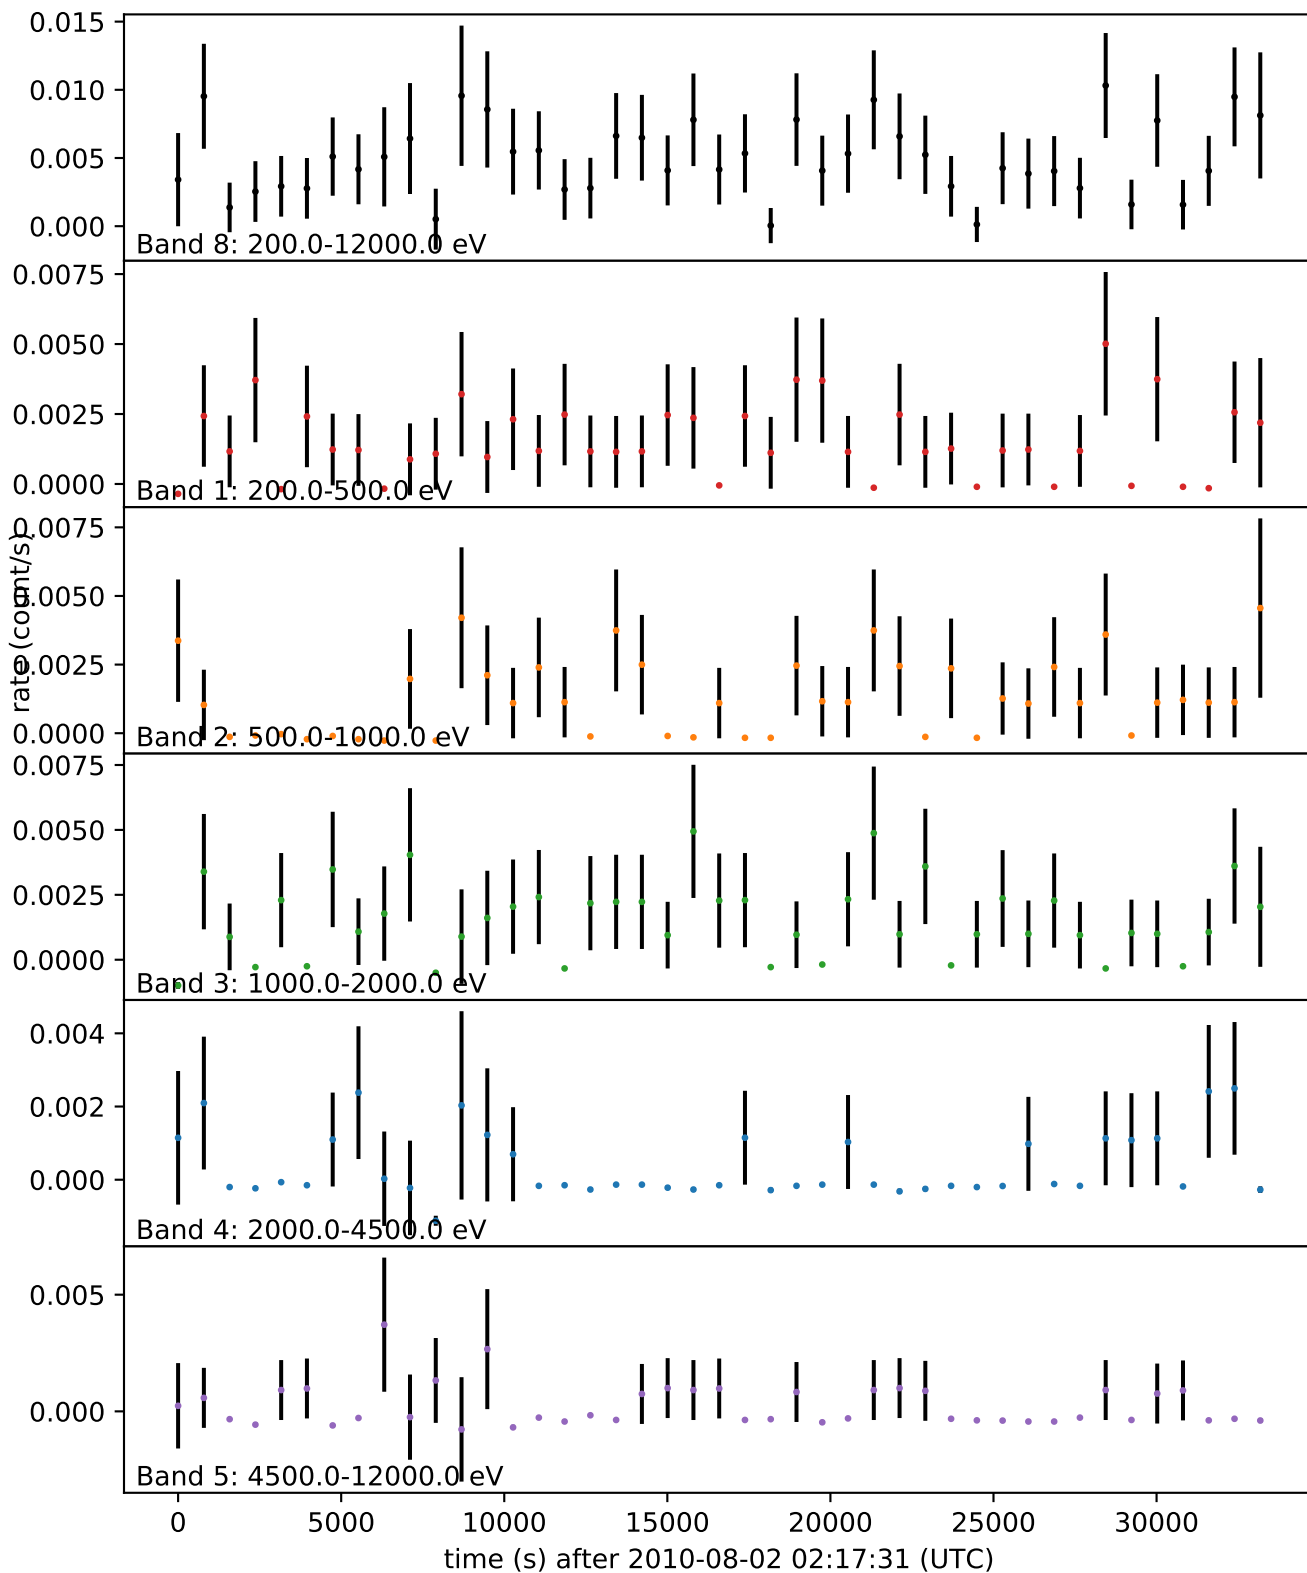 0.015
0.010
0.005
0.000
Band 8: 200.0-12000.0 eV
0.0075
0.0050
0.0025
0.0000
Band 1: 200.0-500.0 eV
rate (count/s)
0.0075
0.0050
0.0025
0.0000
Band 2: 500.0-1000.0 eV
0.0075
0.0050
0.0025
0.0000
Band 3: 1000.0-2000.0 eV
0.004
0.002
0.000
Band 4: 2000.0-4500.0 eV
0.005
0.000
Band 5: 4500.0-12000.0 eV
0 5000 10000 15000 20000 25000 30000
time (s) after 2010-08-02 02:17:31 (UTC)